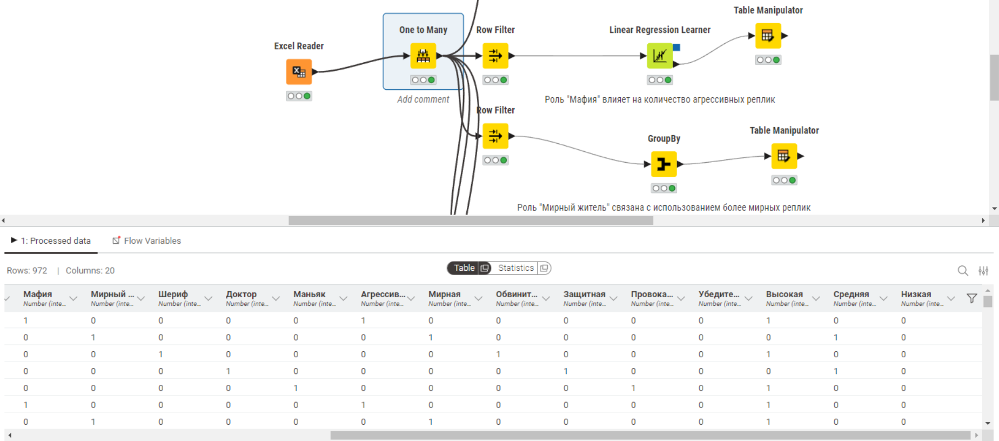 Table Manipulator
One to Many
Row Filter
Linear Regression Learner
Excel Reader
Add comment
Роль "Мафия" влияет на количество агрессивных реплик
Row Filter
Table Manipulator
GroupBy
Роль "Мирный житель" связана с использованием более мирных реплик
1: Processed data Flow Variables
Rows: 972 | Columns: 20 Table Statistics
Мафия Мирный ... Шериф Доктор Маньяк Агрессив... Мирная Обвинит... Защитная Провока... Убедите... Высокая Средняя Низкая
Number (inte... Number (inte... Number (inte... Number (inte... Number (inte... Number (inte... Number (inte... Number (inte... Number (inte... Number (inte... Number (inte... Number (inte... Number (inte... Number (inte...
1 0 0 0 0 1 0 0 0 0 0 1 0 0
0 1 0 0 0 0 1 0 0 0 0 0 1 0
0 0 1 0 0 0 0 1 0 0 0 1 0 0
0 0 0 1 0 0 0 0 1 0 0 0 1 0
0 0 0 0 1 0 0 0 0 1 0 1 0 0
1 0 0 0 0 1 0 0 0 0 0 1 0 0
0 1 0 0 0 0 1 0 0 0 0 1 0 0